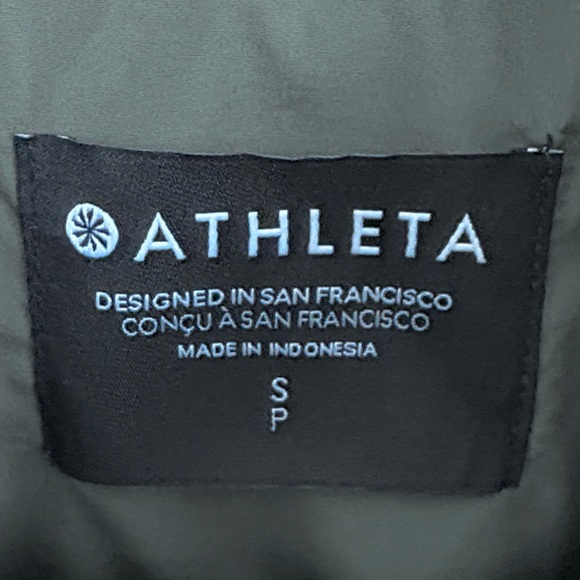 ATHLETA
DESIGNED IN SAN FRANCISCO
CONÇU À SAN FRANCISCO
MADE IN INDONESIA
S
P